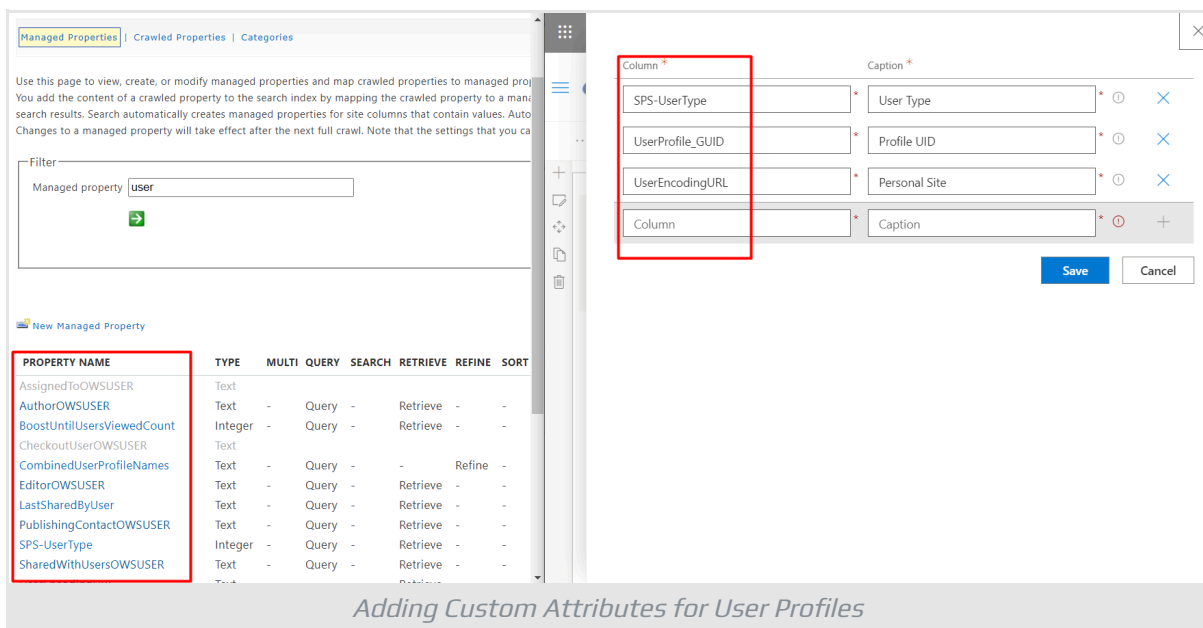 Managed Properties | Crawled Properties | Categories
Use this page to view, create, or modify managed properties and map crawled properties to managed prop
You add the content of a crawled property to the search index by mapping the crawled property to a mana
search results. Search automatically creates managed properties for site columns that contain values. Auto
Changes to a managed property will take effect after the next full crawl. Note that the settings that you ca
Filter
Managed property user
New Managed Property
PROPERTY NAME TYPE MULTI QUERY SEARCH RETRIEVE REFINE SORT
AssignedToOWSUSER Text
AuthorOWSUSER Text - Query - Retrieve - -
BoostUntilUsersViewedCount Integer - Query - Retrieve - -
CheckoutUserOWSUSER Text
CombinedUserProfileNames Text - Query - - Refine -
EditorOWSUSER Text - Query - Retrieve - -
LastSharedByUser Text - Query - Retrieve - -
PublishingContactOWSUSER Text - Query - Retrieve - -
SPS-UserType Integer - Query - Retrieve - -
SharedWithUsersOWSUSER Text - Query - Retrieve - -
Column * Caption *
SPS-UserType * User Type *
UserProfile_GUID * Profile UID *
UserEncodingURL * Personal Site *
Column * Caption *
Save Cancel
Adding Custom Attributes for User Profiles